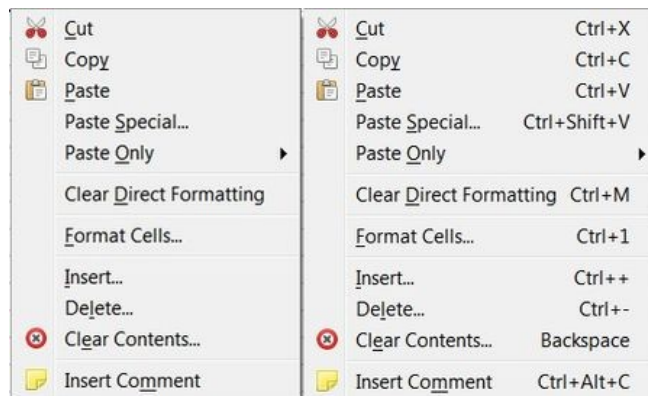 Cut
Copy
Paste
Paste Special...
Paste Only
Clear Direct Formatting
Format Cells...
Insert...
Delete...
Clear Contents...
Insert Comment
Cut Ctrl+X
Copy Ctrl+C
Paste Ctrl+V
Paste Special... Ctrl+Shift+V
Paste Only
Clear Direct Formatting Ctrl+M
Format Cells... Ctrl+1
Insert... Ctrl++
Delete... Ctrl+-
Clear Contents... Backspace
Insert Comment Ctrl+Alt+C